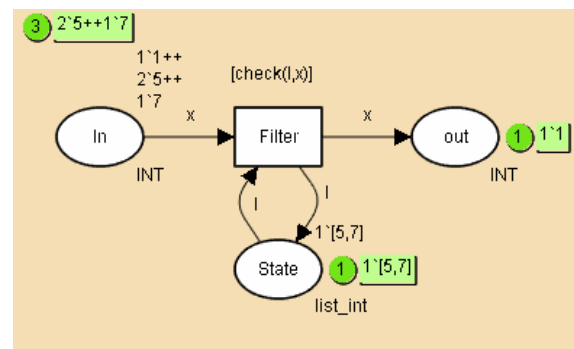 3 2`5++1`7
1`1++
2`5++
1`7
[check(l,x)]
x
x
In
Filter
out
1 1`1
INT
INT
l
l
1`[5,7]
State
1 1`[5,7]
list_int